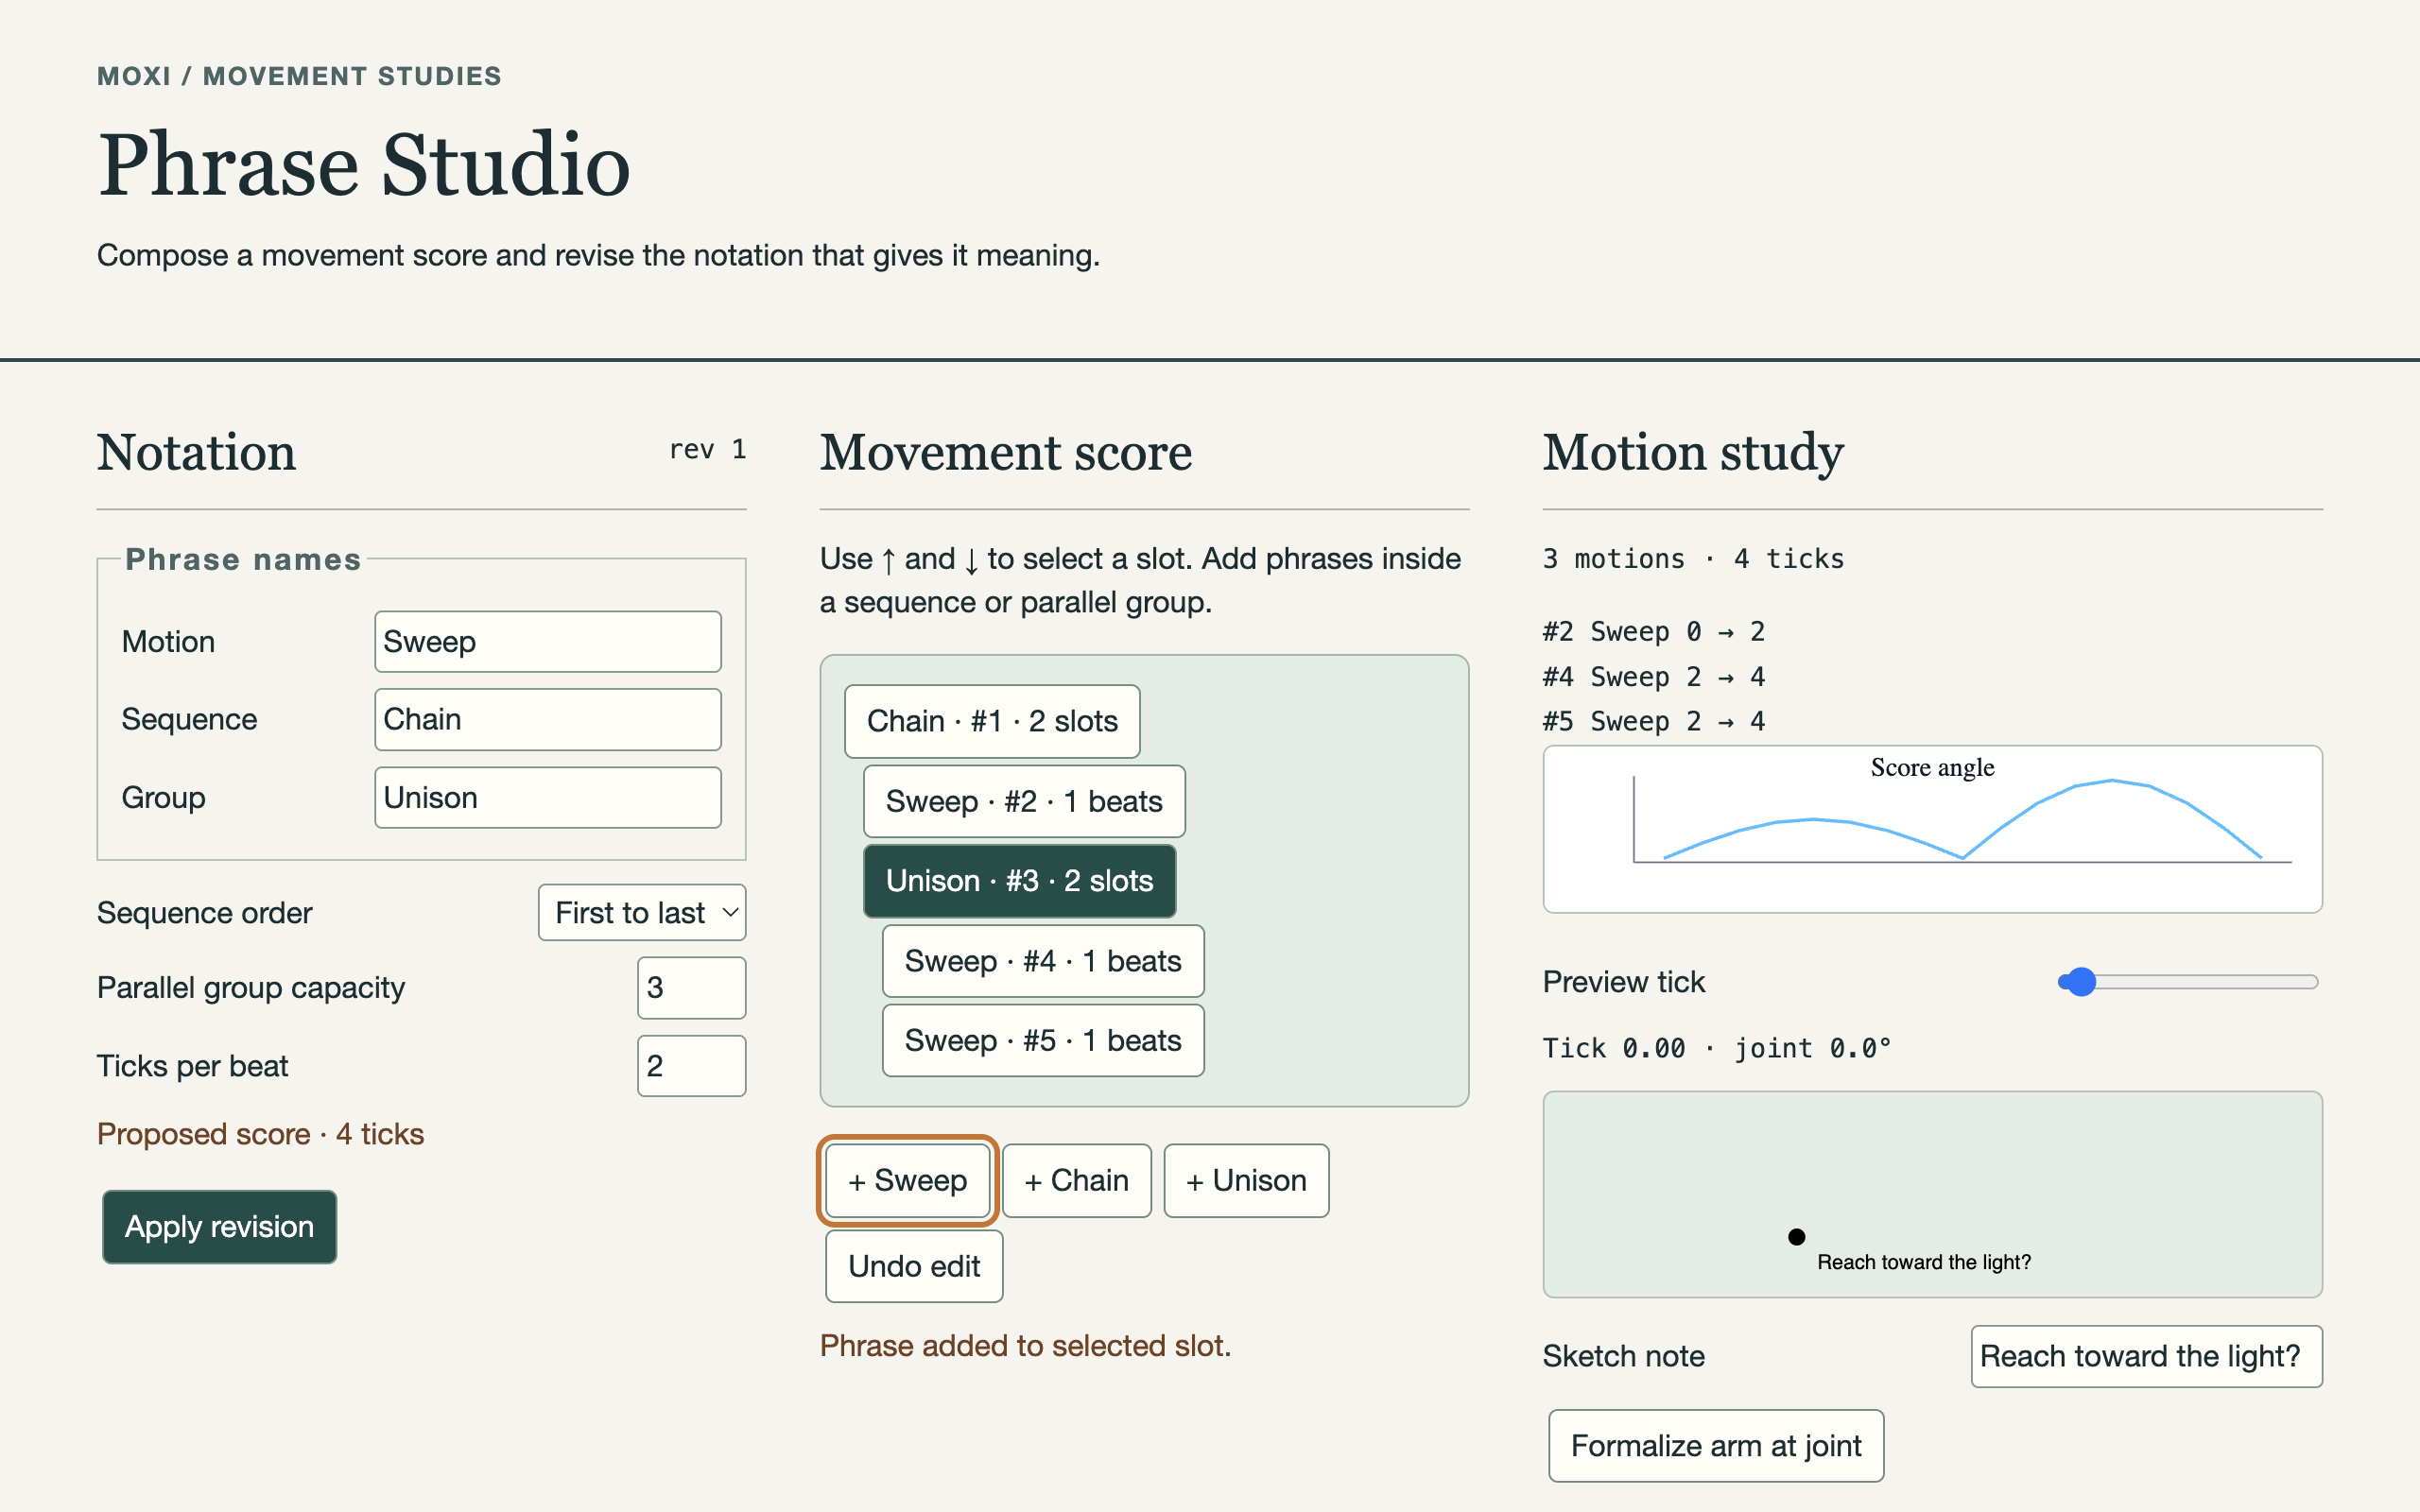 MOXI / MOVEMENT STUDIES
Phrase Studio
Compose a movement score and revise the notation that gives it meaning.
Notation
rev 1
Phrase names
Motion
Sweep
Sequence
Chain
Group
Unison
Sequence order
First to last
Parallel group capacity
3
Ticks per beat
2
Proposed score · 4 ticks
Apply revision
Movement score
Use ↑ and ↓ to select a slot. Add phrases inside
a sequence or parallel group.
Chain · #1 · 2 slots
Sweep · #2 · 1 beats
Unison · #3 · 2 slots
Sweep · #4 · 1 beats
Sweep · #5 · 1 beats
+ Sweep
+ Chain
+ Unison
Undo edit
Phrase added to selected slot.
Motion study
3 motions · 4 ticks
#2 Sweep 0 → 2
#4 Sweep 2 → 4
#5 Sweep 2 → 4
Score angle
Preview tick
Tick 0.00 · joint 0.0°
Reach toward the light?
Sketch note
Reach toward the light?
Formalize arm at joint